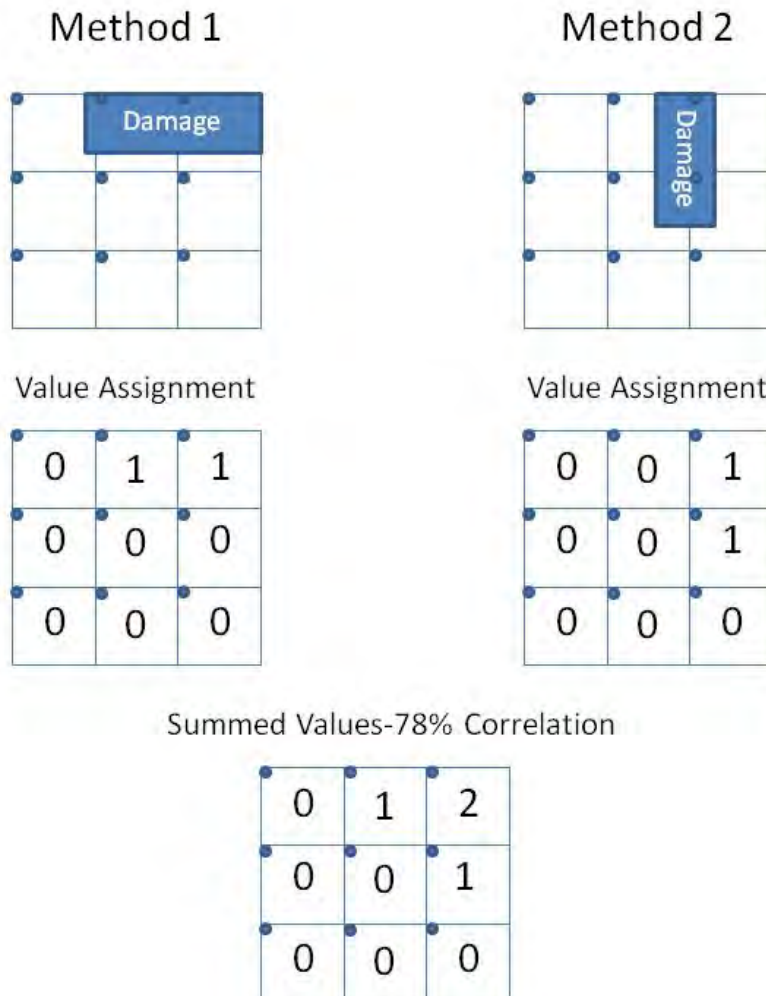 Method 1
Method 2
Damage
Damage
Value Assignment
Value Assignment
0 1 1
0 0 1
0 0 0
0 0 1
0 0 0
0 0 0
Summed Values-78% Correlation
0 1 2
0 0 1
0 0 0